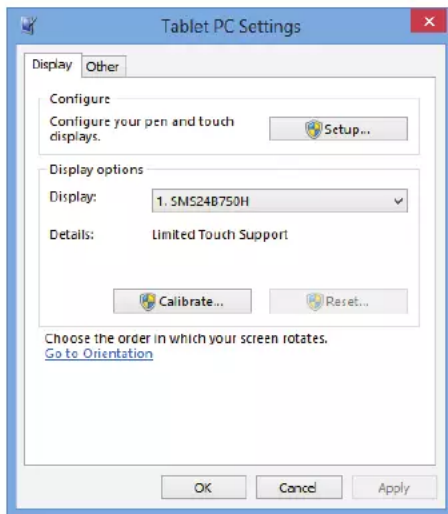 Tablet PC Settings
Display
Other
Configure
Configure your pen and touch
displays.
Setup...
Display options
Display:
1. SMS24B750H
Details:
Limited Touch Support
Calibrate...
Reset...
Choose the order in which your screen rotates.
Go to Orientation
OK
Cancel
Apply